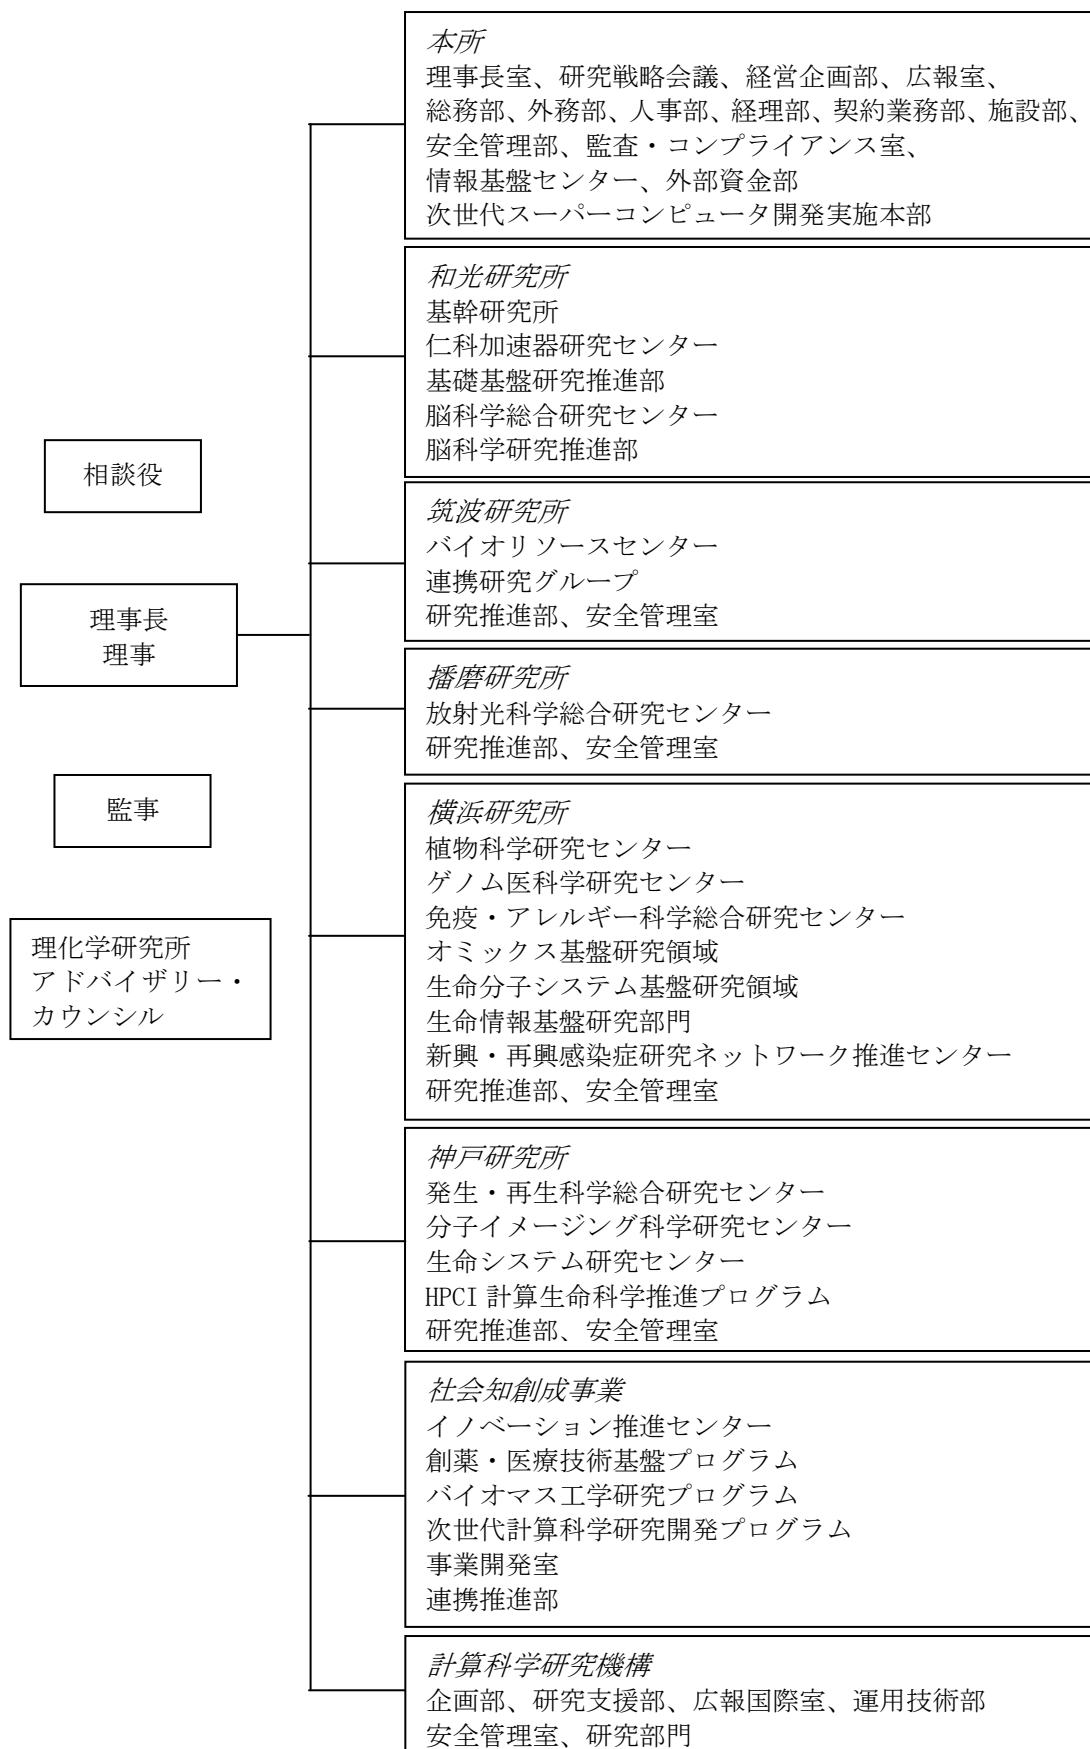 相談役
理事長
理事
監事
理化学研究所
アドバイザリー・
カウンシル
本所
理事長室、研究戦略会議、経営企画部、広報室、
総務部、外務部、人事部、経理部、契約業務部、施設部、
安全管理部、監査・コンプライアンス室、
情報基盤センター、外部資金部
次世代スーパーコンピュータ開発実施本部
和光研究所
基幹研究所
仁科加速器研究センター
基礎基盤研究推進部
脳科学総合研究センター
脳科学研究推進部
筑波研究所
バイオリソースセンター
連携研究グループ
研究推進部、安全管理室
播磨研究所
放射光科学総合研究センター
研究推進部、安全管理室
横浜研究所
植物科学研究センター
ゲノム医科学研究センター
免疫・アレルギー科学総合研究センター
オミックス基盤研究領域
生命分子システム基盤研究領域
生命情報基盤研究部門
新興・再興感染症研究ネットワーク推進センター
研究推進部、安全管理室
神戸研究所
発生・再生科学総合研究センター
分子イメージング科学研究センター
生命システム研究センター
HPCI 計算生命科学推進プログラム
研究推進部、安全管理室
社会知創成事業
イノベーション推進センター
創薬・医療技術基盤プログラム
バイオマス工学研究プログラム
次世代計算科学研究開発プログラム
事業開発室
連携推進部
計算科学研究機構
企画部、研究支援部、広報国際室、運用技術部
安全管理室、研究部門